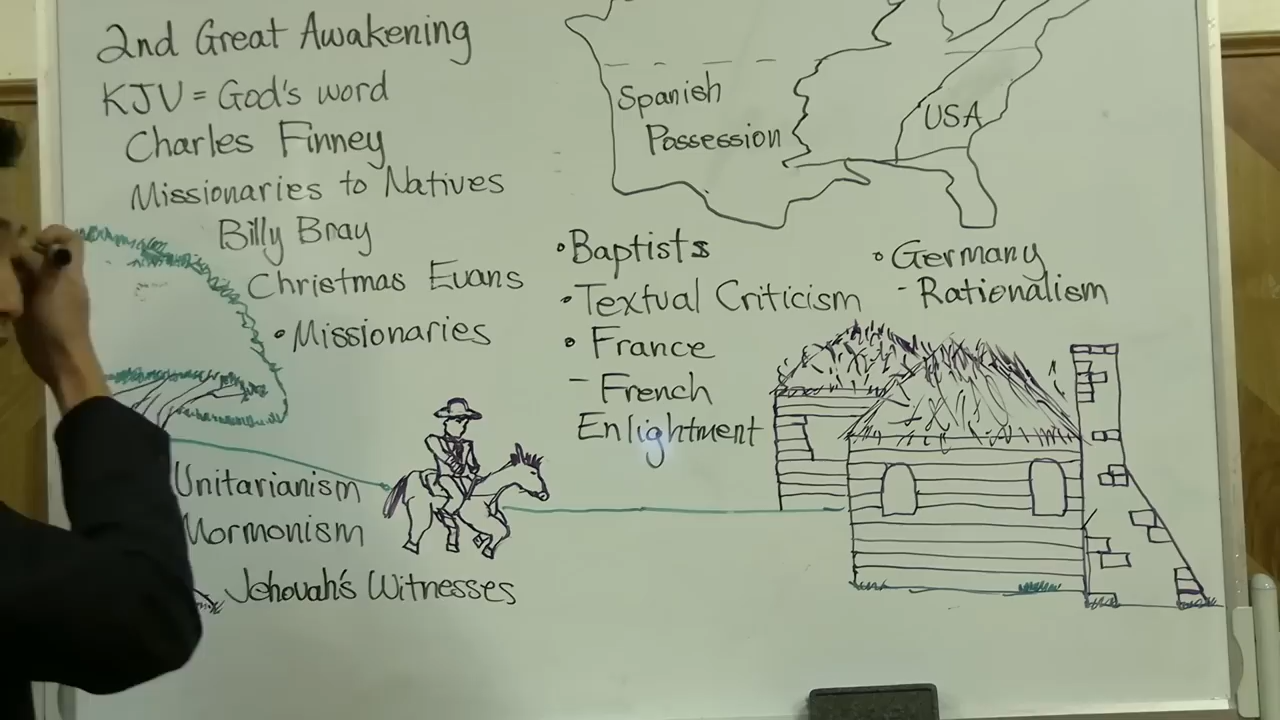 2nd Great Awakening
KJV = God's word
Charles Finney
Missionaries to Natives
Billy Bray
Christmas Evans
• Missionaries
Unitarianism
Mormonism
Jehovah's Witnesses
Spanish
Possession
USA
• Baptists
• Textual Criticism
• France
- French
Enlightment
• Germany
- Rationalism